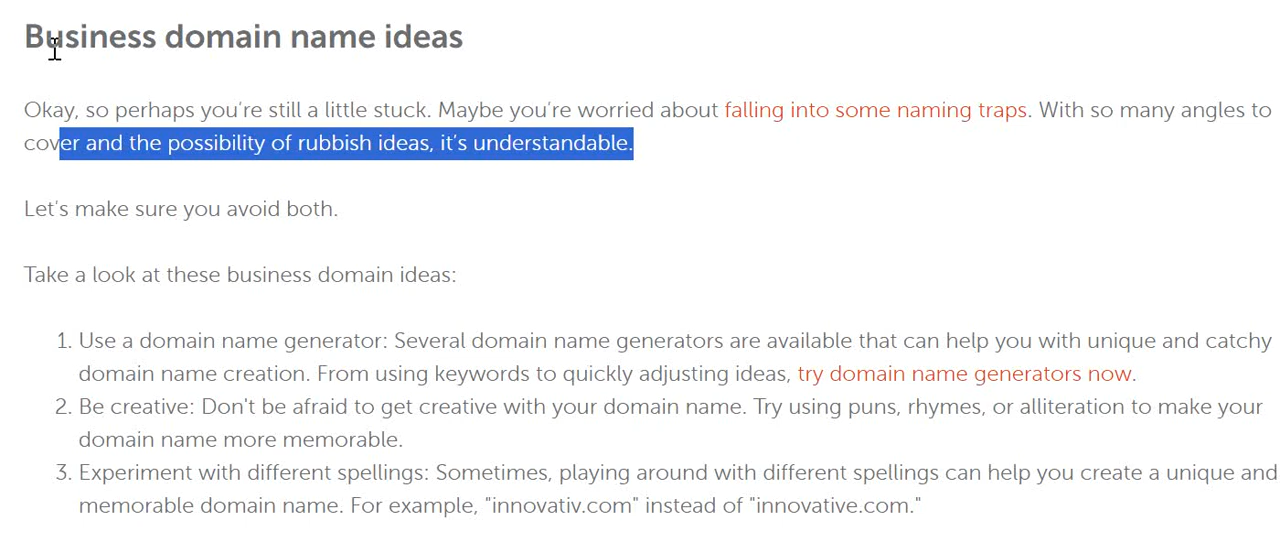 Business domain name ideas
Okay, so perhaps you're still a little stuck. Maybe you're worried about falling into some naming traps. With so many angles to
cover and the possibility of rubbish ideas, it's understandable.
Let's make sure you avoid both.
Take a look at these business domain ideas:
1. Use a domain name generator: Several domain name generators are available that can help you with unique and catchy
domain name creation. From using keywords to quickly adjusting ideas, try domain name generators now.
2. Be creative: Don't be afraid to get creative with your domain name. Try using puns, rhymes, or alliteration to make your
domain name more memorable.
3. Experiment with different spellings: Sometimes, playing around with different spellings can help you create a unique and
memorable domain name. For example, "innovativ.com" instead of "innovative.com."